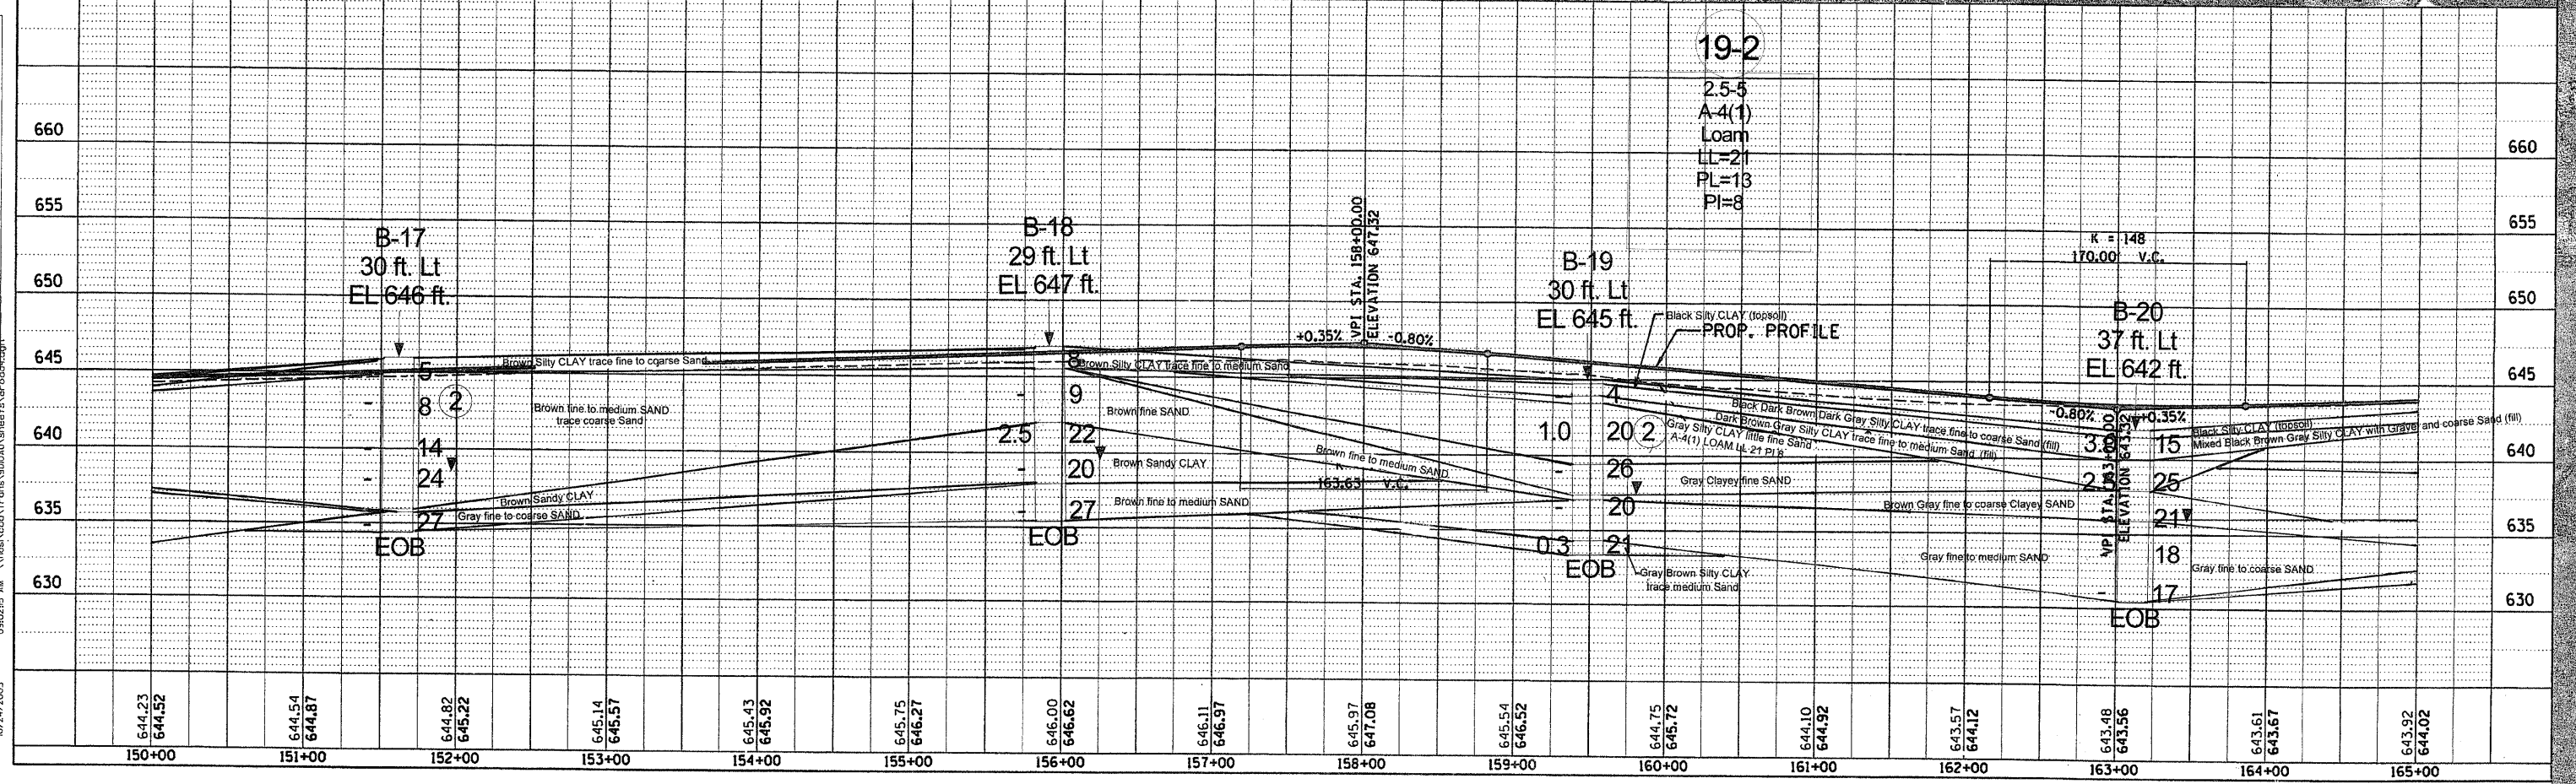 19-2
2.5-5
A-4(1)
Loam
LL=21
PL=13
PI=8
660
660
655
655
650
650
645
645
640
640
635
635
630
630
B-17
30 ft. Lt
EL 646 ft.
B-18
29 ft. Lt
EL 647 ft.
VPI STA. 158+00.00
ELEVATION 647.32
+0.35%
-0.80%
B-19
30 ft. Lt
EL 645 ft.
Black Silty CLAY (topsoil)
PROP. PROFILE
K = 148
170.00' V.C.
B-20
37 ft. Lt
EL 642 ft.
-0.80%
+0.35%
ELEVATION 643.32
Brown Silty CLAY trace fine to coarse Sand
5
8
2
14
24
27
EOB
Brown fine to medium SAND
trace coarse Sand
Brown Sandy CLAY
Gray fine to coarse SAND
8
Brown Silty CLAY trace fine to medium Sand
9
Brown fine SAND
2.5
22
20
Brown Sandy CLAY
27
Brown fine to medium SAND
EOB
Brown fine to medium SAND
163.63' V.C.
4
1.0
20
2
26
20
0.3
21
EOB
Black Dark Brown Dark Gray Silty CLAY trace fine to coarse Sand (fill)
Dark Brown Gray Silty CLAY trace fine to medium Sand (fill)
Gray Silty CLAY little fine Sand
A-4(1) LOAM LL-21 PI 8
Gray Clayey fine SAND
Brown Gray fine to coarse Clayey SAND
Gray fine to medium SAND
Gray Brown Silty CLAY
trace medium Sand
15
25
21
18
17
EOB
Black Silty CLAY (topsoil)
Mixed Black Brown Gray Silty CLAY with Gravel and coarse Sand (fill)
Gray fine to coarse SAND
644.23
644.52
644.54
644.87
644.82
645.22
645.14
645.57
645.43
645.92
645.75
646.27
646.00
646.62
646.11
646.97
645.97
647.08
645.54
646.52
644.75
645.72
644.10
644.92
643.57
644.12
643.48
643.56
643.61
643.67
643.92
644.02
150+00
151+00
152+00
153+00
154+00
155+00
156+00
157+00
158+00
159+00
160+00
161+00
162+00
163+00
164+00
165+00